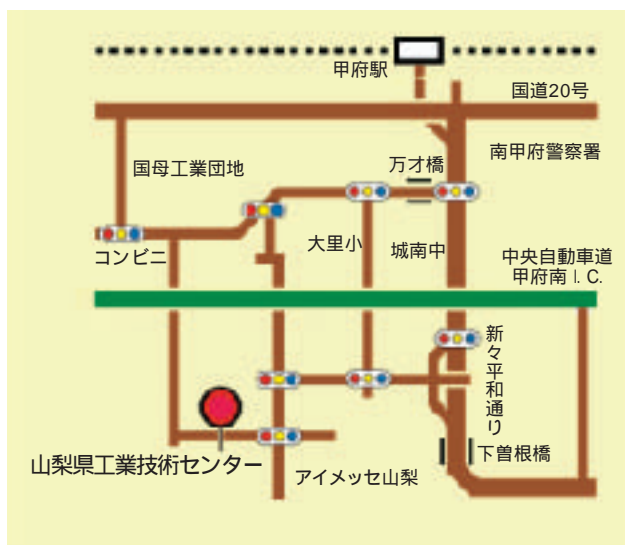 甲府駅
国道20号
南甲府警察署
国母工業団地
万才橋
大里小
城南中
コンビニ
中央自動車道
甲府南 I. C.
新々平和通り
下曽根橋
山梨県工業技術センター
アイメッセ山梨